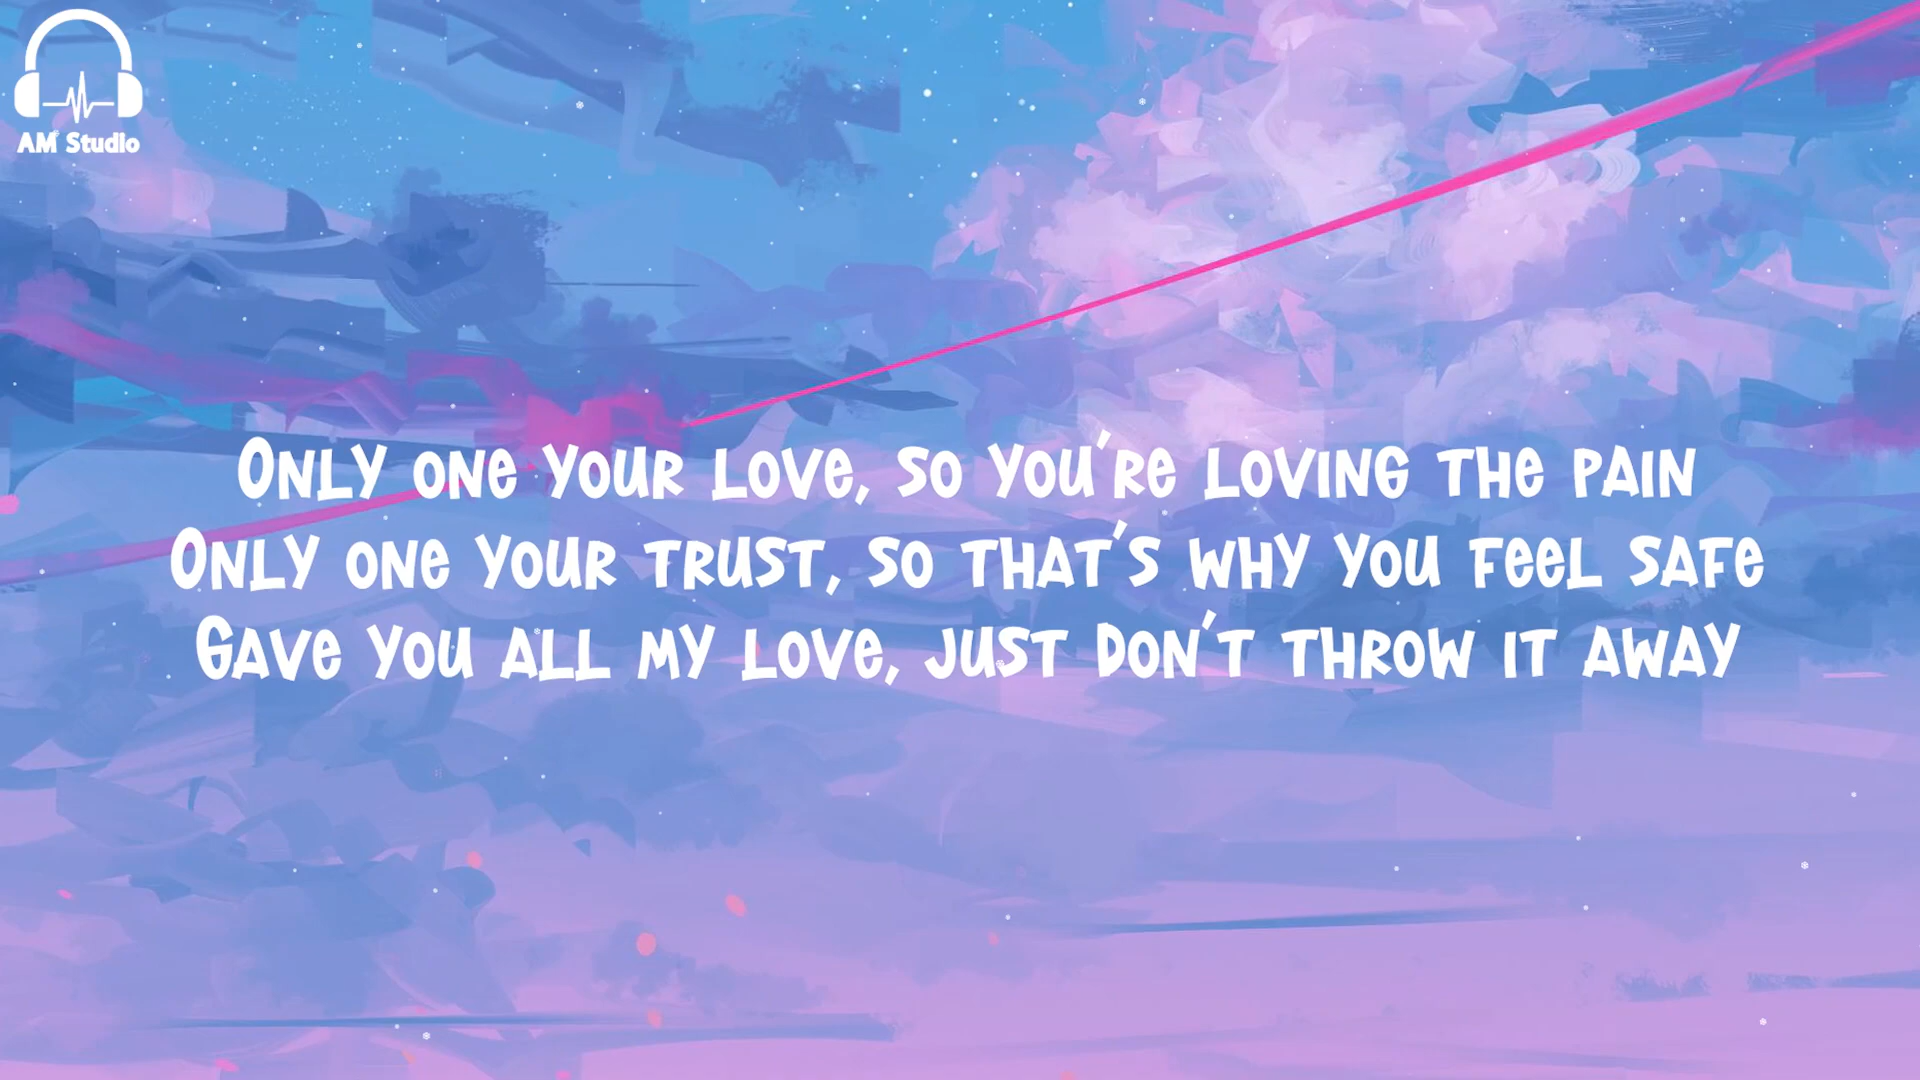 AM Studio
Only one your love, so you're loving the pain
Only one your trust, so that's why you feel safe
Gave you all my love, just don't throw it away